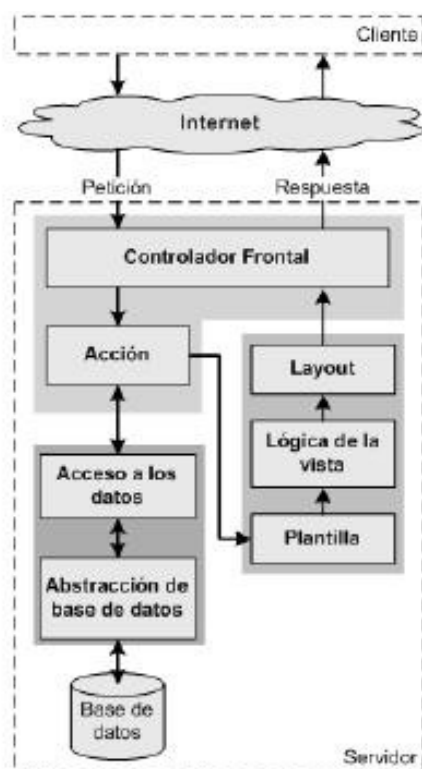 Cliente
Internet
Petición
Respuesta
Controlador Frontal
Acción
Layout
Lógica de la
vista
Acceso a los
datos
Plantilla
Abstracción de
base de datos
Base de
datos
Servidor